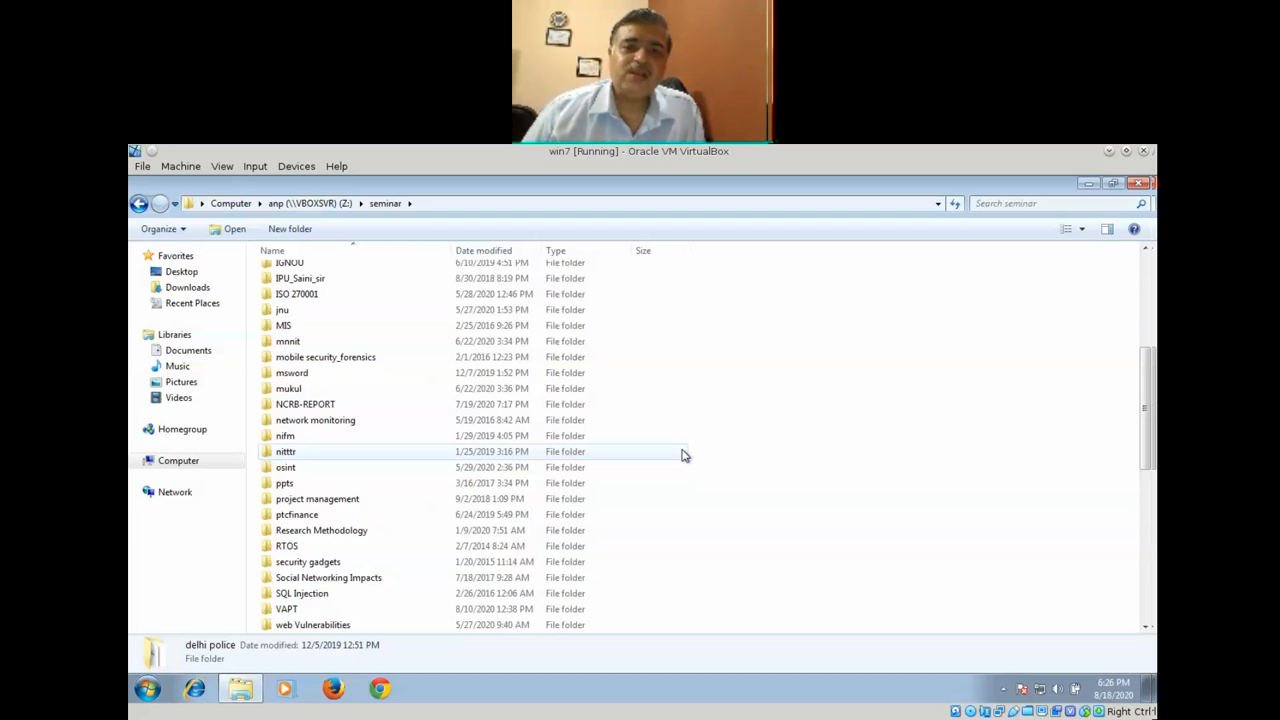 win7 [Running] - Oracle VM VirtualBox
File Machine View Input Devices Help
Computer anp (\\VBOXSVR) (Z:) seminar Search seminar
Organize Open New folder
Name Date modified Type Size
Favorites
Desktop
Downloads
Recent Places
Libraries
Documents
Music
Pictures
Videos
Homegroup
Computer
Network
IGNOU 6/10/2019 4:51 PM File folder
IPU_Saini_sir 8/30/2018 8:19 PM File folder
ISO 270001 5/28/2020 12:46 PM File folder
jnu 5/27/2020 1:53 PM File folder
MIS 2/25/2016 9:26 PM File folder
mnnit 6/22/2020 3:34 PM File folder
mobile security_forensics 2/1/2016 12:23 PM File folder
msword 12/7/2019 1:52 PM File folder
mukul 6/22/2020 3:36 PM File folder
NCRB-REPORT 7/19/2020 7:17 PM File folder
network monitoring 5/19/2016 8:42 AM File folder
nifm 1/29/2019 4:05 PM File folder
nitttr 1/25/2019 3:16 PM File folder
osint 5/29/2020 2:36 PM File folder
ppts 3/16/2017 3:34 PM File folder
project management 9/2/2018 1:09 PM File folder
ptcfinance 6/24/2019 5:49 PM File folder
Research Methodology 1/9/2020 7:51 AM File folder
RTOS 2/7/2014 8:24 AM File folder
security gadgets 1/20/2015 11:14 AM File folder
Social Networking Impacts 7/18/2017 9:28 AM File folder
SQL Injection 2/26/2016 12:06 AM File folder
VAPT 8/10/2020 12:38 PM File folder
web Vulnerabilities 5/27/2020 9:40 AM File folder
delhi police Date modified: 12/5/2019 12:51 PM
File folder
6:26 PM
8/18/2020
Right Ctrl